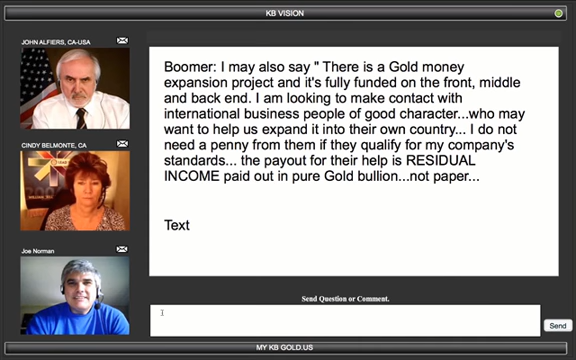 KB VISION
JOHN ALFIERS, CA-USA
CINDY BELMONTE, CA
Joe Norman
Boomer: I may also say " There is a Gold money
expansion project and it's fully funded on the front, middle
and back end. I am looking to make contact with
international business people of good character...who may
want to help us expand it into their own country... I do not
need a penny from them if they qualify for my company's
standards... the payout for their help is RESIDUAL
INCOME paid out in pure Gold bullion...not paper...
Text
Send Question or Comment.
Send
MY KB GOLD.US